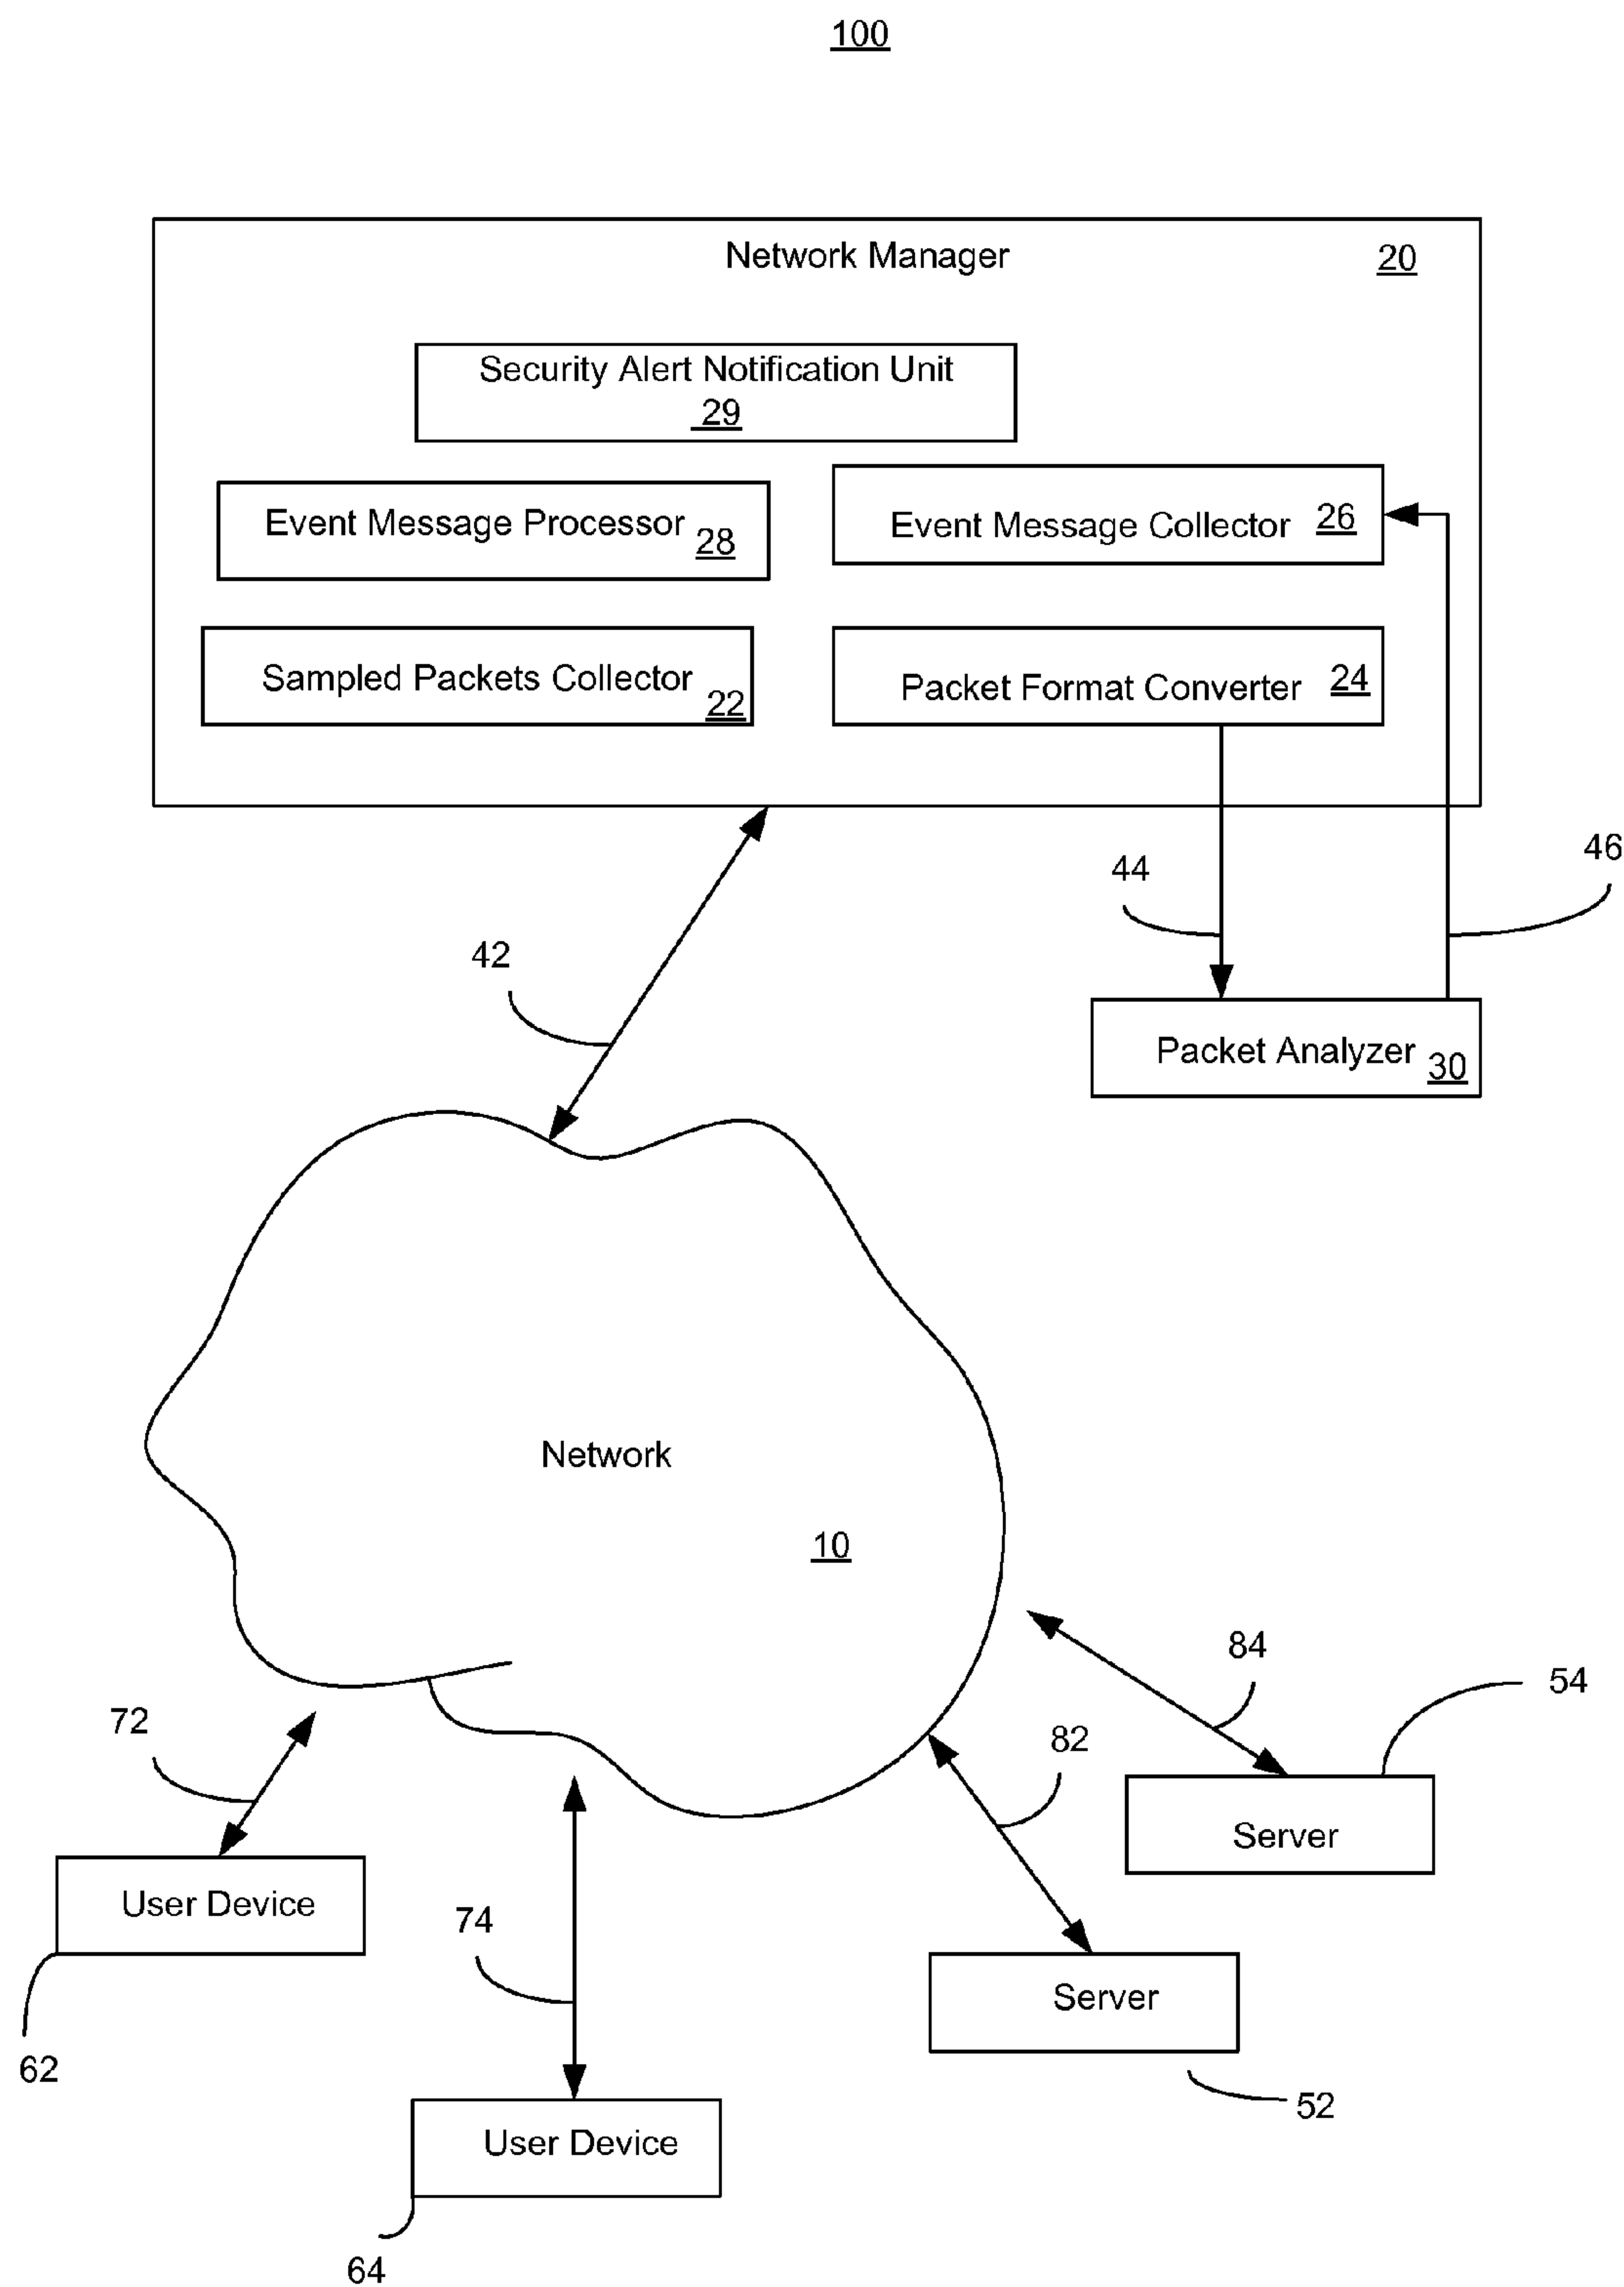 100
Network Manager 20
Security Alert Notification Unit
29
Event Message Processor 28
Event Message Collector 26
Sampled Packets Collector 22
Packet Format Converter 24
44
46
42
Packet Analyzer 30
Network
10
84
54
72
82
Server
User Device
74
Server
62
52
User Device
64